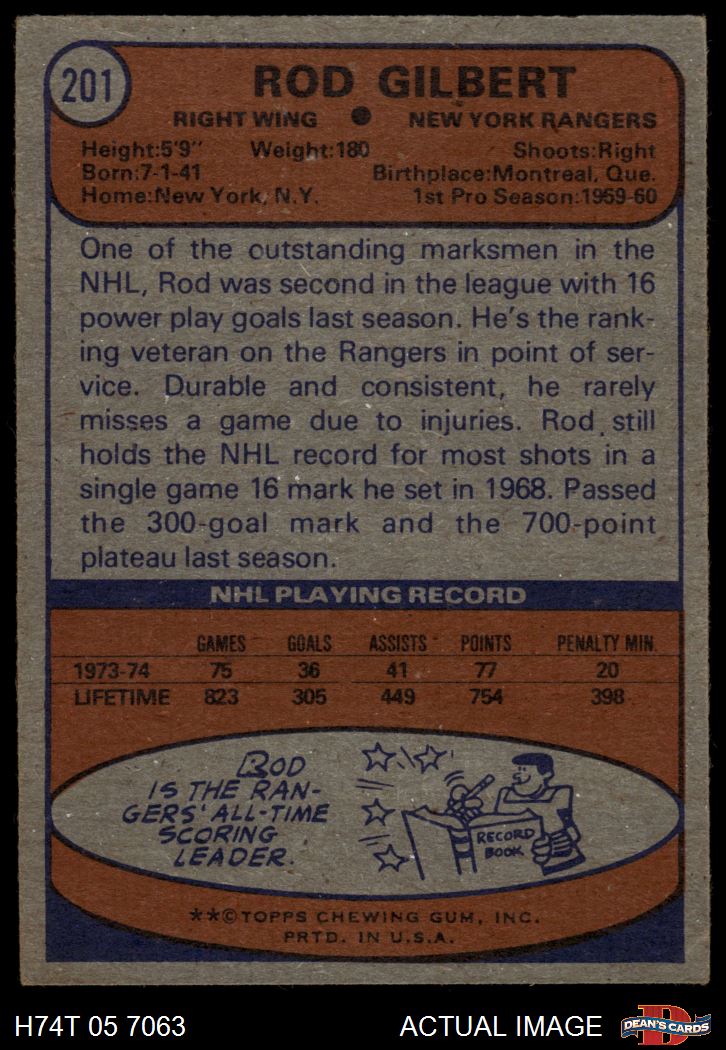 201
ROD GILBERT
RIGHT WING ● NEW YORK RANGERS
Height:5'9" Weight:180 Shoots:Right
Born:7-1-41 Birthplace:Montreal, Que.
Home:New York, N.Y. 1st Pro Season:1959-60
One of the outstanding marksmen in the
NHL, Rod was second in the league with 16
power play goals last season. He's the rank-
ing veteran on the Rangers in point of ser-
vice. Durable and consistent, he rarely
misses a game due to injuries. Rod still
holds the NHL record for most shots in a
single game 16 mark he set in 1968. Passed
the 300-goal mark and the 700-point
plateau last season.
NHL PLAYING RECORD
GAMES GOALS ASSISTS POINTS PENALTY MIN.
1973-74 75 36 41 77 20
LIFETIME 823 305 449 754 398
ROD
IS THE RAN-
GERS' ALL-TIME
SCORING
LEADER.
RECORD
BOOK
**©TOPPS CHEWING GUM, INC.
PRTD. IN U.S.A.
H74T 05 7063 ACTUAL IMAGE
D
DEAN'S CARDS